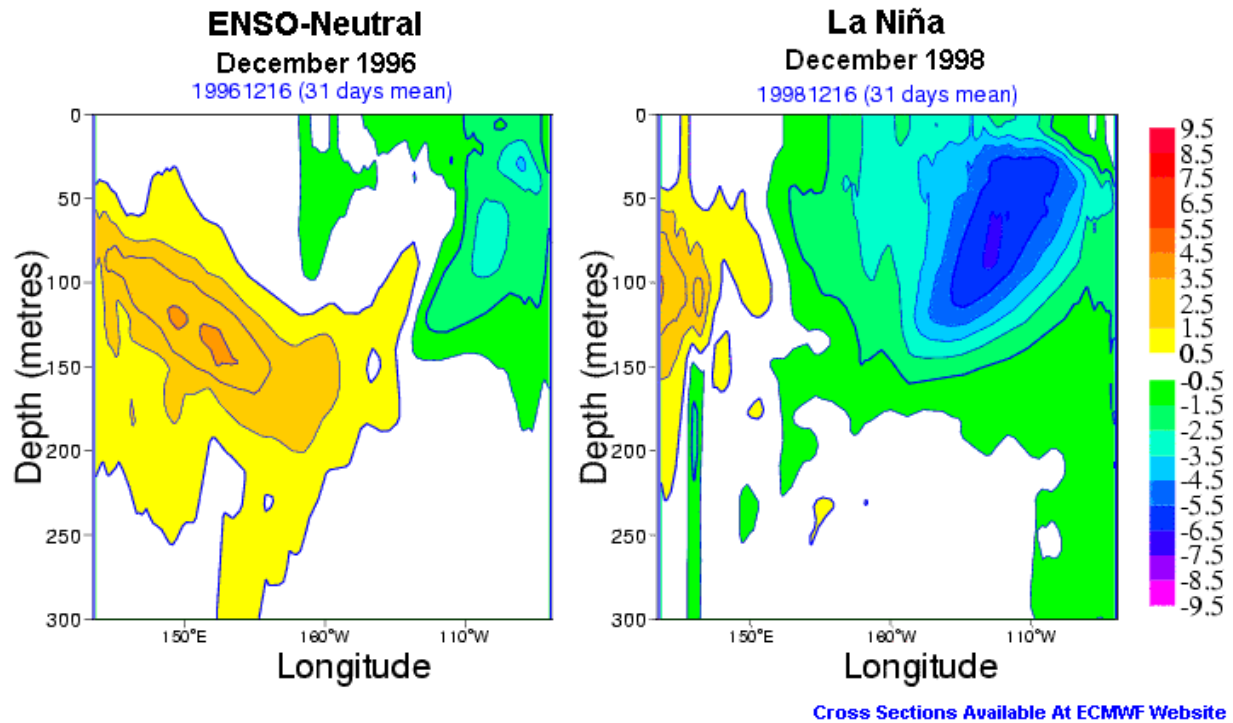 ENSO-Neutral
December 1996
19961216 (31 days mean)
0
50
100
150
200
250
300
Depth (metres)
150°E
160°W
110°W
Longitude
La Niña
December 1998
19981216 (31 days mean)
0
50
100
150
200
250
300
Depth (metres)
150°E
160°W
110°W
Longitude
9.5
8.5
7.5
6.5
5.5
4.5
3.5
2.5
1.5
0.5
-0.5
-1.5
-2.5
-3.5
-4.5
-5.5
-6.5
-7.5
-8.5
-9.5
Cross Sections Available At ECMWF Website